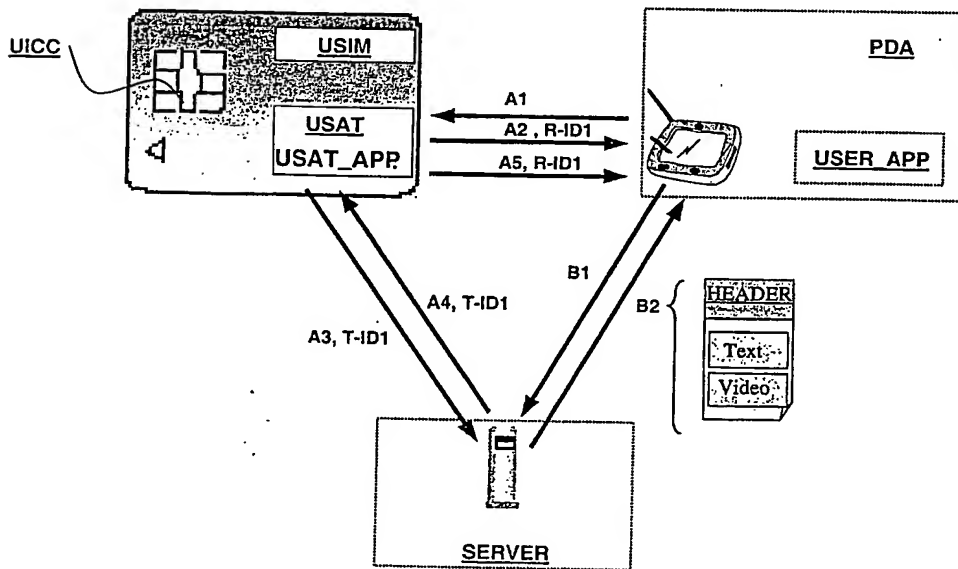 UICC
USIM
USAT
USAT_APP
PDA
USER_APP
A1
A2 , R-ID1
A5, R-ID1
B1
B2
A4, T-ID1
A3, T-ID1
HEADER
Text
Video
SERVER